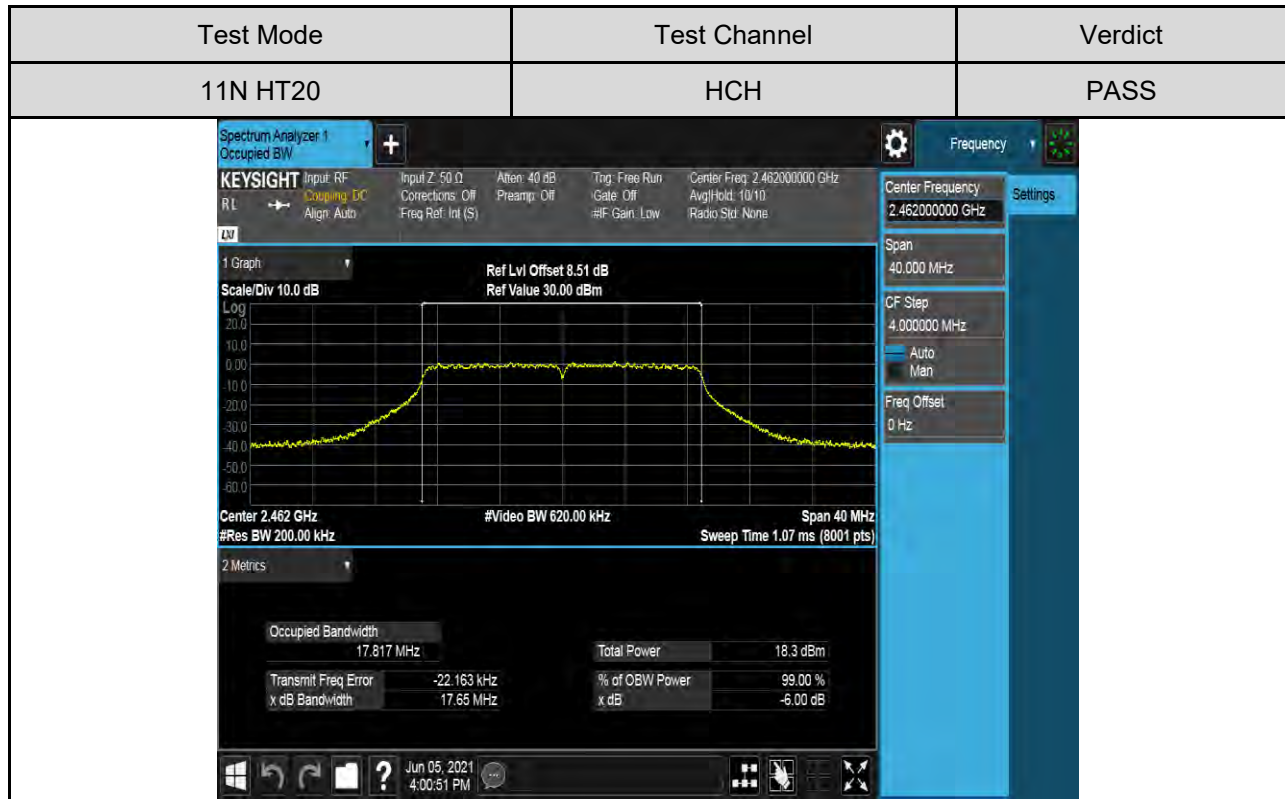 Test Mode Test Channel Verdict
11N HT20 HCH PASS
Spectrum Analyzer 1
Occupied BW
+
Frequency
KEYSIGHT Input: RF Input Z: 50 Ω Atten: 40 dB Trig: Free Run Center Freq: 2.462000000 GHz
RL Coupling: DC Corrections: Off Preamp: Off Gate: Off Avg|Hold: 10/10
Align: Auto Freq Ref: Int (S) #IF Gain: Low Radio Std: None
LXI
Center Frequency
2.462000000 GHz
Settings
Span
40.000 MHz
CF Step
4.000000 MHz
Auto
Man
Freq Offset
0 Hz
1 Graph
Ref Lvl Offset 8.51 dB
Scale/Div 10.0 dB Ref Value 30.00 dBm
Log
20.0
10.0
0.00
-10.0
-20.0
-30.0
-40.0
-50.0
-60.0
Center 2.462 GHz #Video BW 620.00 kHz Span 40 MHz
#Res BW 200.00 kHz Sweep Time 1.07 ms (8001 pts)
2 Metrics
Occupied Bandwidth
17.817 MHz Total Power 18.3 dBm
Transmit Freq Error -22.163 kHz % of OBW Power 99.00 %
x dB Bandwidth 17.65 MHz x dB -6.00 dB
? Jun 05, 2021
4:00:51 PM